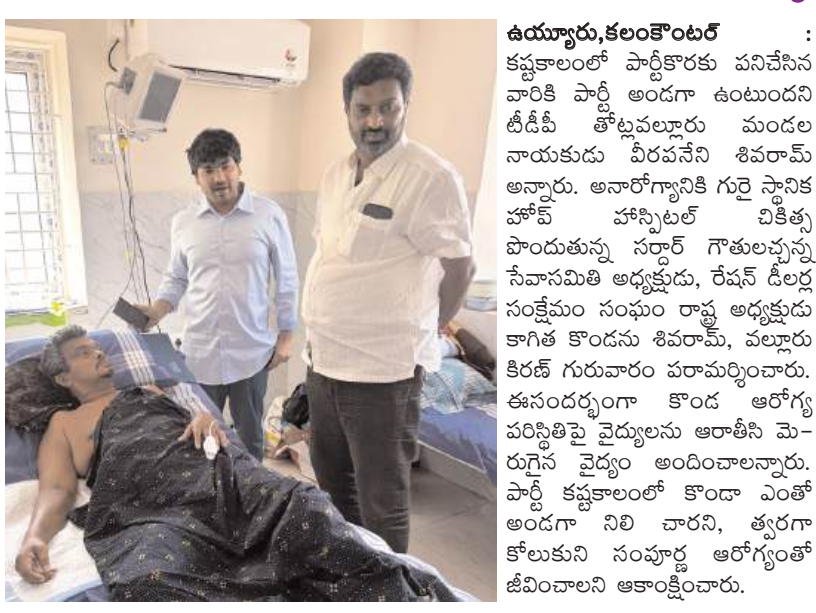 ఉయ్యూరు,కలంకౌంటర్ :
కష్టకాలంలో పార్టీకొరకు పనిచేసిన
వారికి పార్టీ అండగా ఉంటుందని
టీడీపీ తోట్లవల్లూరు మండల
నాయకుడు వీరపనేని శివరామ్
అన్నారు. అనారోగ్యానికి గురై స్థానిక
హోప్ హాస్పిటల్ చికిత్స
పొందుతున్న సర్దార్ గౌతులచ్చన్న
సేవాసమితి అధ్యక్షుడు, రేషన్ డీలర్ల
సంక్షేమం సంఘం రాష్ట్ర అధ్యక్షుడు
కాగిత కొండను శివరామ్, వల్లూరు
కిరణ్ గురువారం పరామర్శించారు.
ఈసందర్భంగా కొండ ఆరోగ్య
పరిస్థితిపై వైద్యులను ఆరాతీసి మె-
రుగైన వైద్యం అందించాలన్నారు.
పార్టీ కష్టకాలంలో కొండా ఎంతో
అండగా నిలి చారని, త్వరగా
కోలుకుని సంపూర్ణ ఆరోగ్యంతో
జీవించాలని ఆకాంక్షించారు.